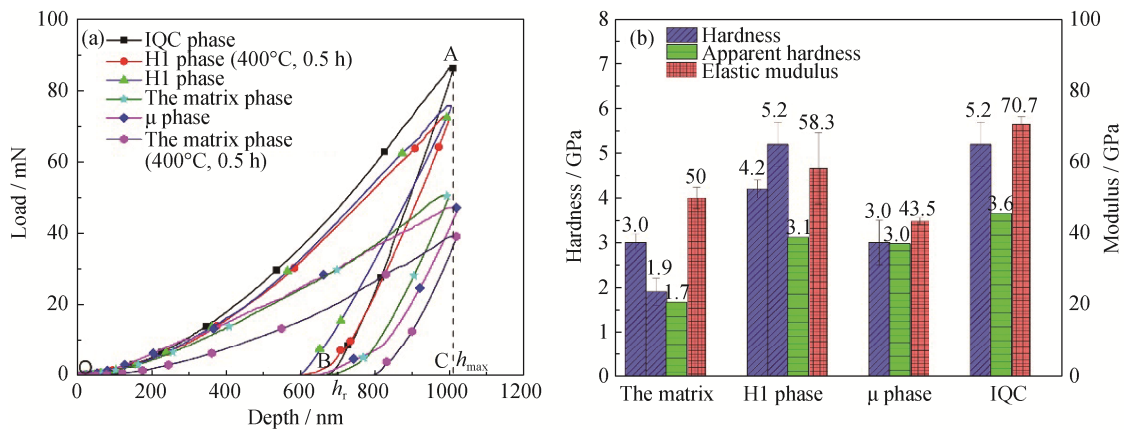 (a)
IQC phase
H1 phase (400°C, 0.5 h)
H1 phase
The matrix phase
μ phase
The matrix phase
(400°C, 0.5 h)
100
80
60
40
20
0
Load / mN
O
A
B
C
hmax
hr
0 200 400 600 800 1000 1200
Depth / nm
(b)
Hardness
Apparent hardness
Elastic mudulus
9
8
7
6
5
4
3
2
1
0
Hardness / GPa
3.0 1.9 1.7 50
4.2 5.2 3.1 58.3
3.0 3.0 43.5
5.2 3.6 70.7
100
80
60
40
20
0
Modulus / GPa
The matrix H1 phase μ phase IQC